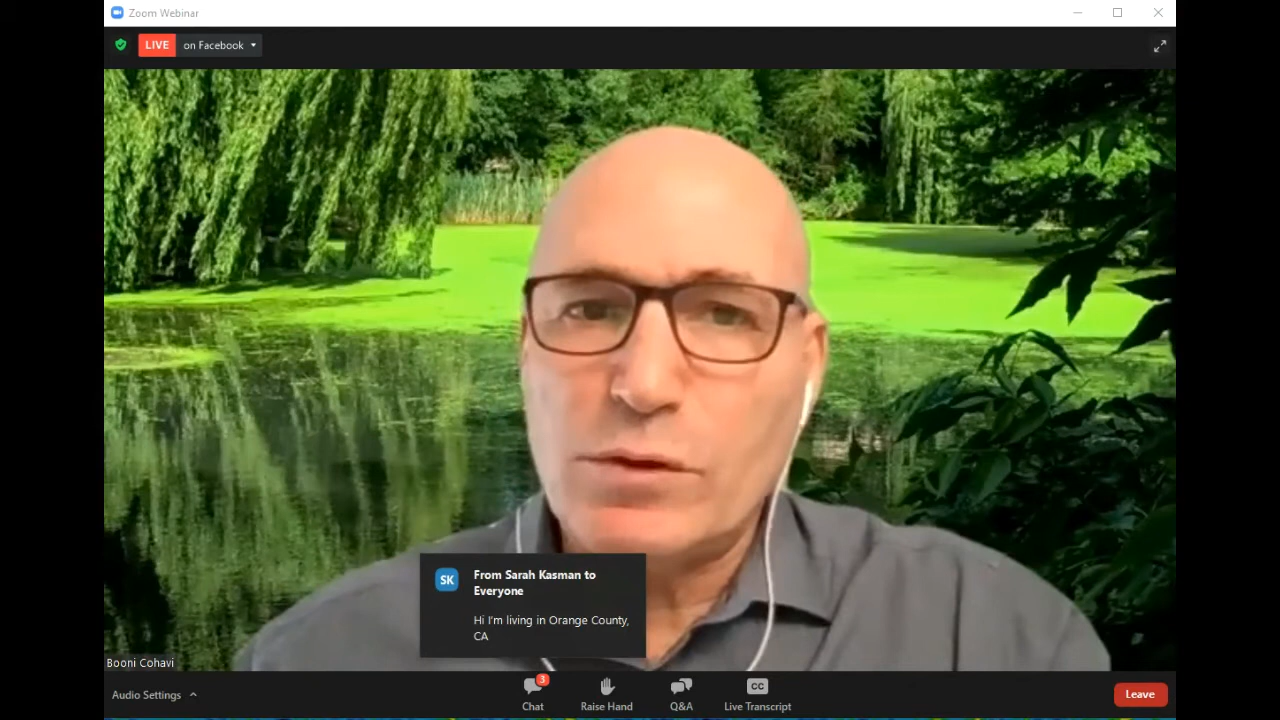 Zoom Webinar
LIVE on Facebook
SK
From Sarah Kasman to
Everyone
Hi I'm living in Orange County,
CA
Booni Cohavi
Audio Settings
3
Chat
Raise Hand
Q&A
CC
Live Transcript
Leave